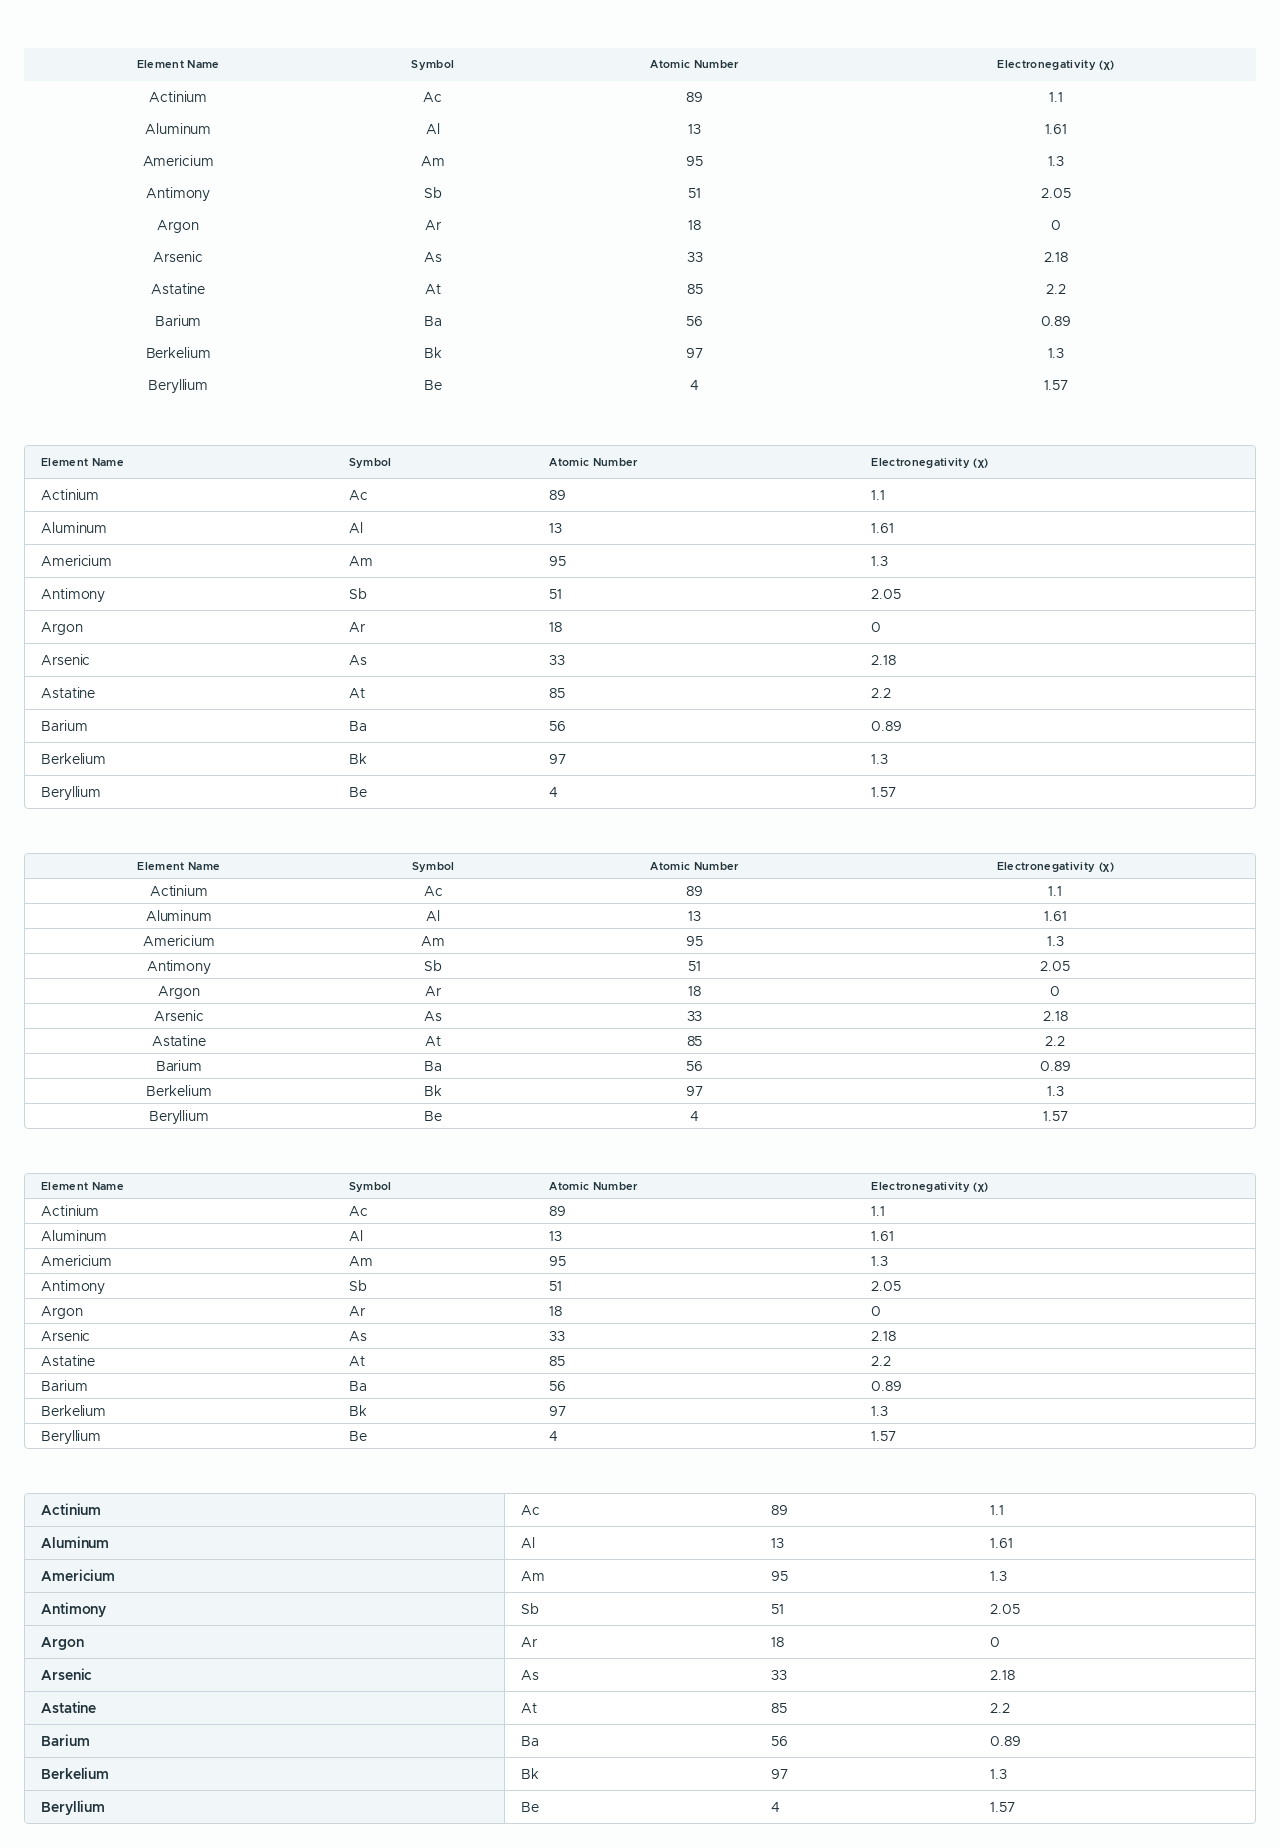 Element Name Symbol Atomic Number Electronegativity (χ)
Actinium Ac 89 1.1
Aluminum Al 13 1.61
Americium Am 95 1.3
Antimony Sb 51 2.05
Argon Ar 18 0
Arsenic As 33 2.18
Astatine At 85 2.2
Barium Ba 56 0.89
Berkelium Bk 97 1.3
Beryllium Be 4 1.57
Element Name Symbol Atomic Number Electronegativity (χ)
Actinium Ac 89 1.1
Aluminum Al 13 1.61
Americium Am 95 1.3
Antimony Sb 51 2.05
Argon Ar 18 0
Arsenic As 33 2.18
Astatine At 85 2.2
Barium Ba 56 0.89
Berkelium Bk 97 1.3
Beryllium Be 4 1.57
Element Name Symbol Atomic Number Electronegativity (χ)
Actinium Ac 89 1.1
Aluminum Al 13 1.61
Americium Am 95 1.3
Antimony Sb 51 2.05
Argon Ar 18 0
Arsenic As 33 2.18
Astatine At 85 2.2
Barium Ba 56 0.89
Berkelium Bk 97 1.3
Beryllium Be 4 1.57
Element Name Symbol Atomic Number Electronegativity (χ)
Actinium Ac 89 1.1
Aluminum Al 13 1.61
Americium Am 95 1.3
Antimony Sb 51 2.05
Argon Ar 18 0
Arsenic As 33 2.18
Astatine At 85 2.2
Barium Ba 56 0.89
Berkelium Bk 97 1.3
Beryllium Be 4 1.57
Actinium Ac 89 1.1
Aluminum Al 13 1.61
Americium Am 95 1.3
Antimony Sb 51 2.05
Argon Ar 18 0
Arsenic As 33 2.18
Astatine At 85 2.2
Barium Ba 56 0.89
Berkelium Bk 97 1.3
Beryllium Be 4 1.57